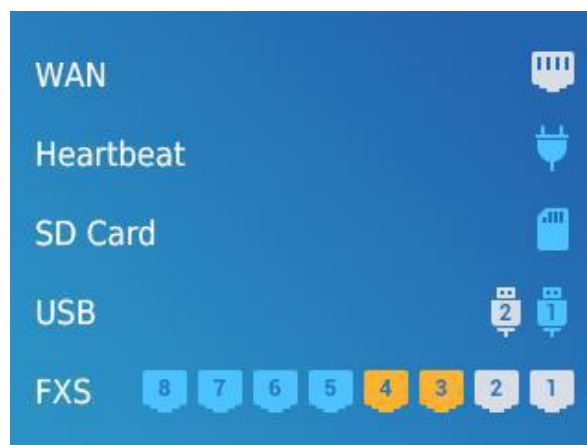 WAN
Heartbeat
SD Card
USB 2 1
FXS 8 7 6 5 4 3 2 1